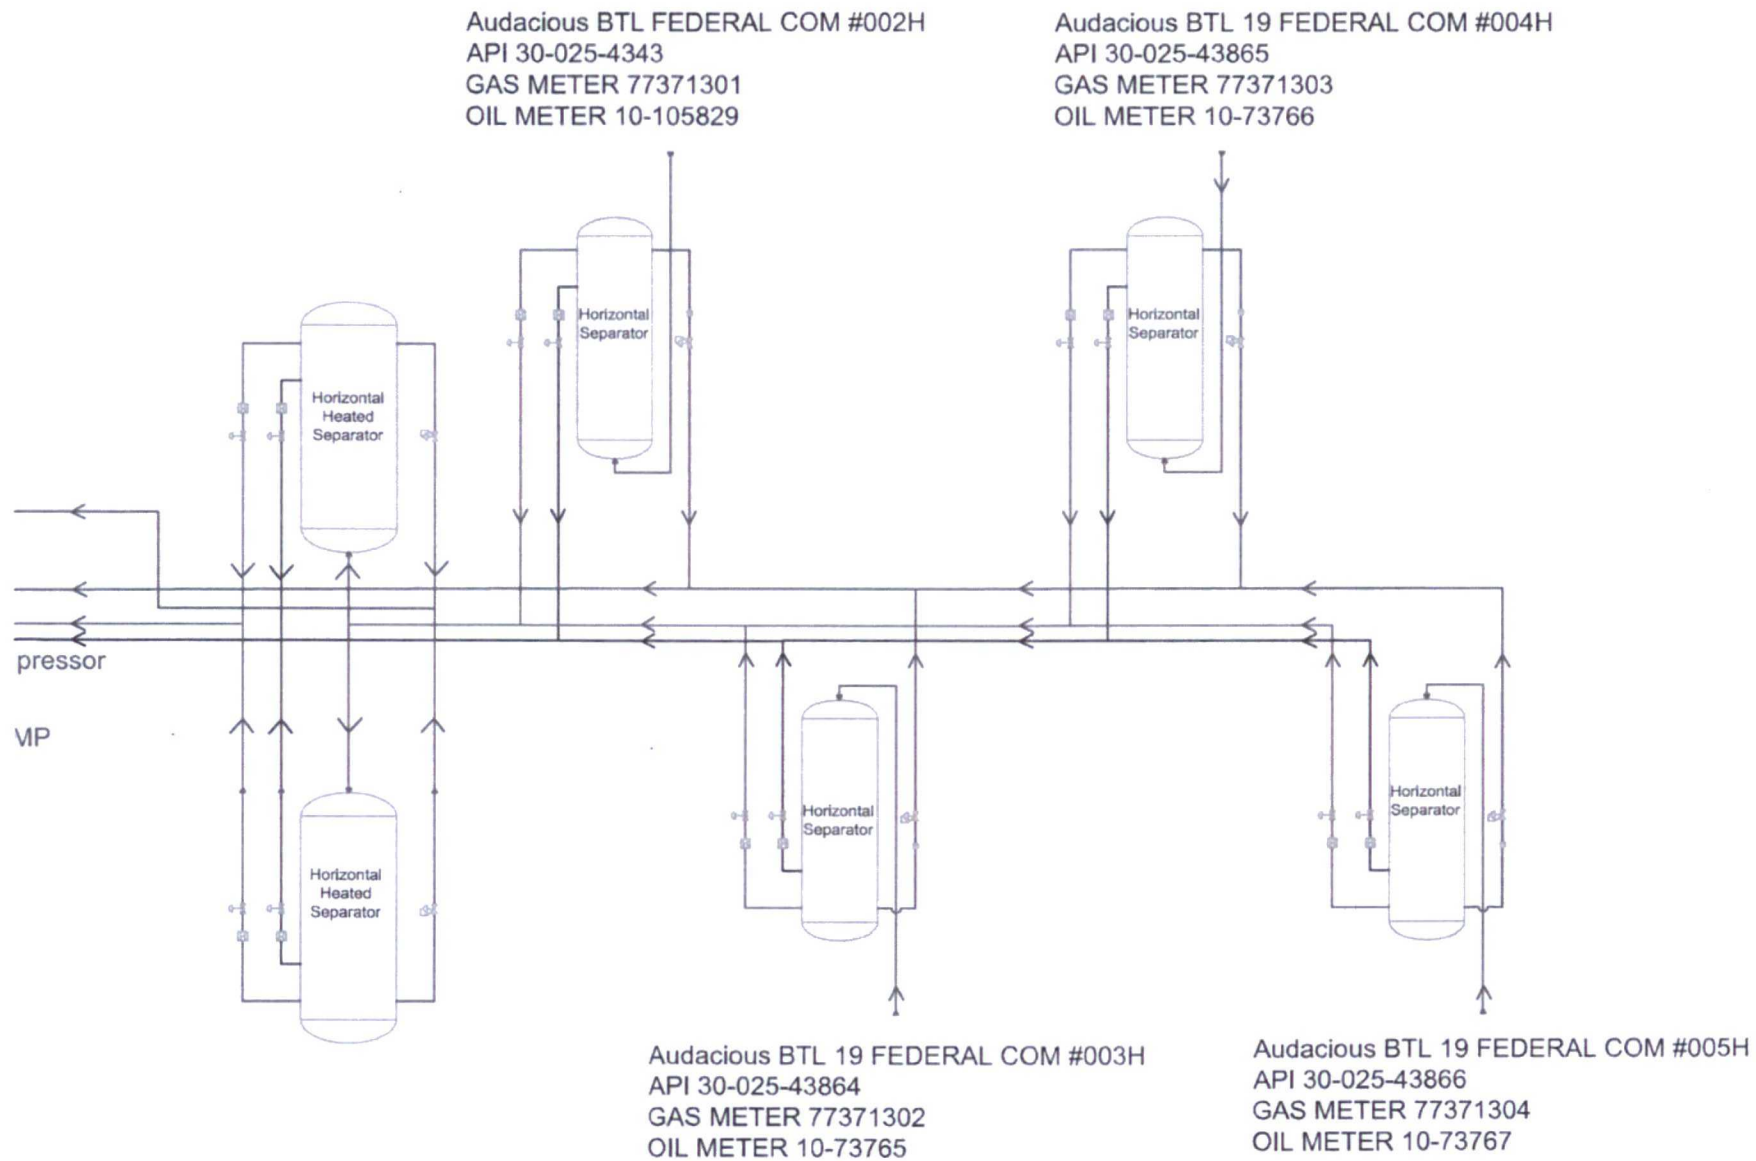 Audacious BTL FEDERAL COM #002H
API 30-025-4343
GAS METER 77371301
OIL METER 10-105829
Audacious BTL 19 FEDERAL COM #004H
API 30-025-43865
GAS METER 77371303
OIL METER 10-73766
Horizontal
Separator
Horizontal
Separator
Horizontal
Heated
Separator
pressor
MP
Horizontal
Separator
Horizontal
Separator
Horizontal
Heated
Separator
Audacious BTL 19 FEDERAL COM #003H
API 30-025-43864
GAS METER 77371302
OIL METER 10-73765
Audacious BTL 19 FEDERAL COM #005H
API 30-025-43866
GAS METER 77371304
OIL METER 10-73767